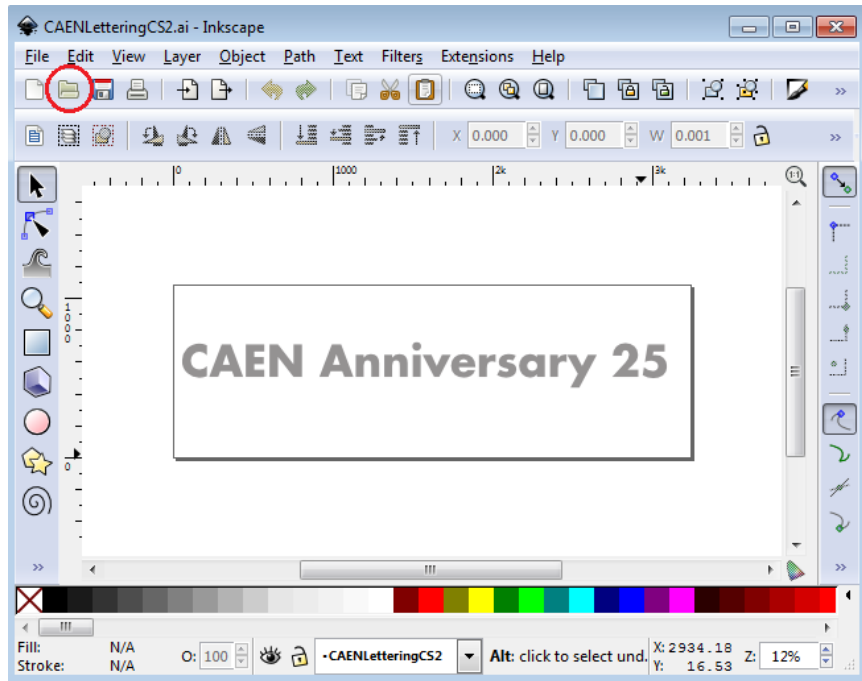 CAENLetteringCS2.ai - Inkscape
File Edit View Layer Object Path Text Filters Extensions Help
X 0.000 Y 0.000 W 0.001
0 1000 2k 3k
1000
0
CAEN Anniversary 25
Fill: N/A
Stroke: N/A
O: 100
•CAENLetteringCS2
Alt: click to select und.
X: 2934.18
Y: 16.53
Z: 12%